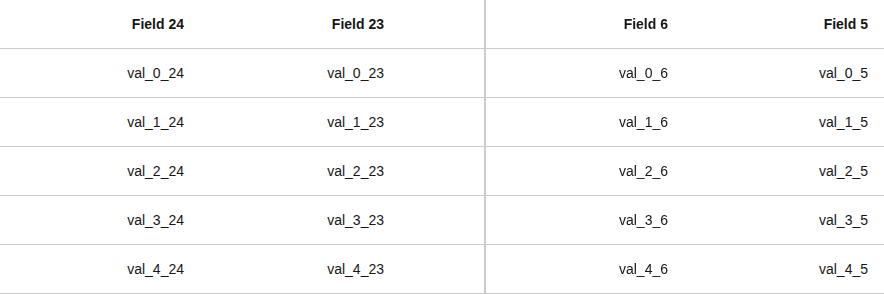 Field 24 Field 23 Field 6 Field 5
val_0_24 val_0_23 val_0_6 val_0_5
val_1_24 val_1_23 val_1_6 val_1_5
val_2_24 val_2_23 val_2_6 val_2_5
val_3_24 val_3_23 val_3_6 val_3_5
val_4_24 val_4_23 val_4_6 val_4_5